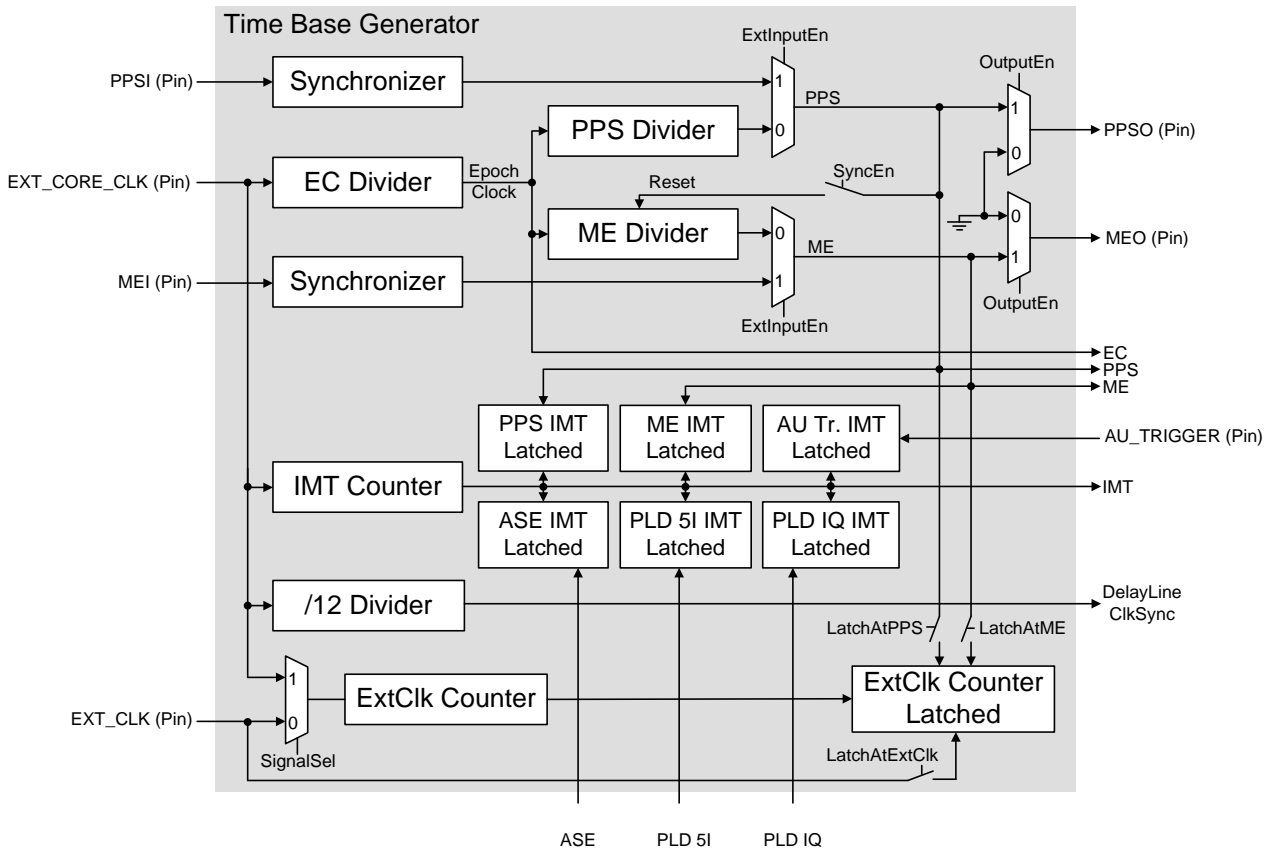 Time Base Generator
ExtInputEn
OutputEn
PPSI (Pin)
Synchronizer
1
PPS
1
PPS Divider
0
PPSO (Pin)
0
EXT_CORE_CLK (Pin)
EC Divider
Epoch
Clock
Reset
SyncEn
ME Divider
0
0
ME
MEO (Pin)
MEI (Pin)
Synchronizer
1
1
ExtInputEn
OutputEn
EC
PPS
ME
PPS IMT
Latched
ME IMT
Latched
AU Tr. IMT
Latched
AU_TRIGGER (Pin)
IMT Counter
IMT
ASE IMT
Latched
PLD 5I IMT
Latched
PLD IQ IMT
Latched
/12 Divider
DelayLine
ClkSync
LatchAtPPS
LatchAtME
1
ExtClk Counter
ExtClk Counter
Latched
EXT_CLK (Pin)
0
SignalSel
LatchAtExtClk
ASE
PLD 5I
PLD IQ